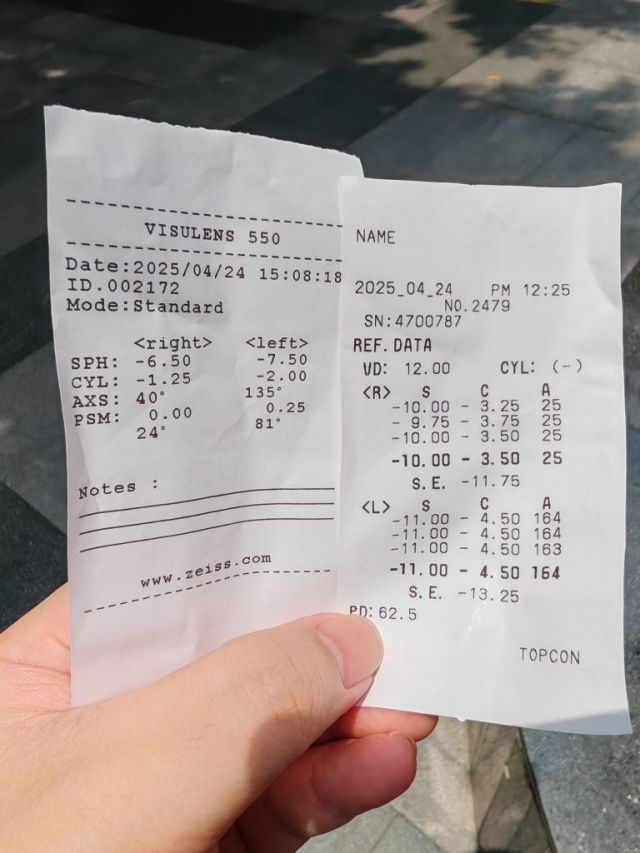 VISULENS 550
Date:2025/04/24 15:08:18
ID.002172
Mode:Standard
<right> <left>
SPH: -6.50 -7.50
CYL: -1.25 -2.00
AXS: 40° 135°
PSM: 0.00 0.25
24° 81°
Notes :
www.zeiss.com
NAME
2025_04_24 PM 12:25
NO.2479
SN:4700787
REF.DATA
VD: 12.00 CYL: (-)
<R> S C A
-10.00 - 3.25 25
- 9.75 - 3.75 25
-10.00 - 3.50 25
-10.00 - 3.50 25
S.E. -11.75
<L> S C A
-11.00 - 4.50 164
-11.00 - 4.50 164
-11.00 - 4.50 163
-11.00 - 4.50 164
S.E. -13.25
PD:62.5
TOPCON